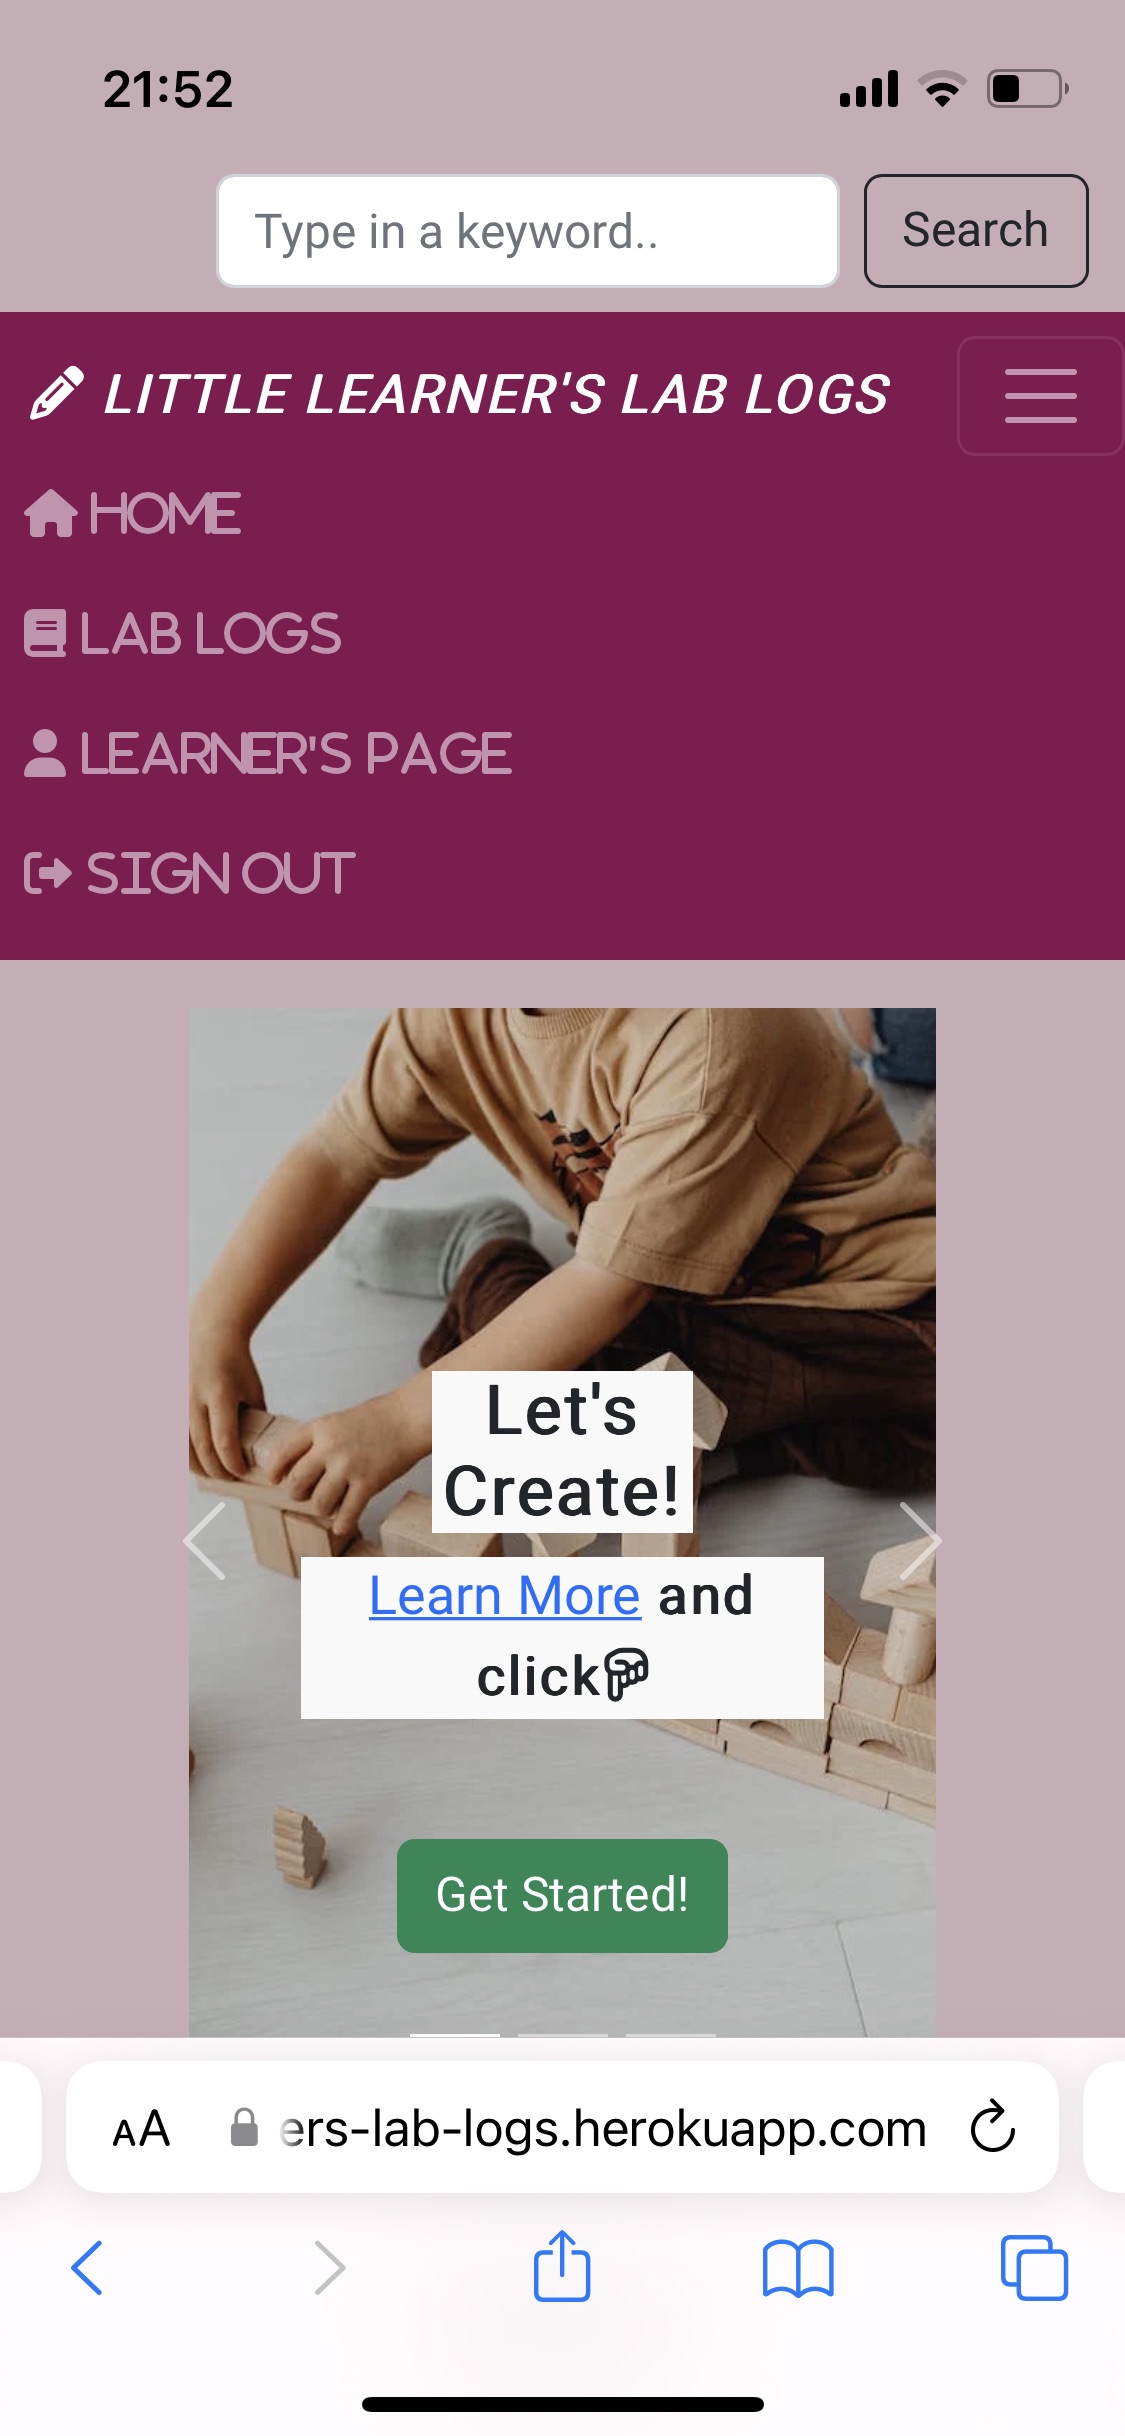 21:52
Type in a keyword..
Search
LITTLE LEARNER'S LAB LOGS
HOME
LAB LOGS
LEARNER'S PAGE
SIGN OUT
Let's
Create!
Learn More and
click
Get Started!
AA
ers-lab-logs.herokuapp.com